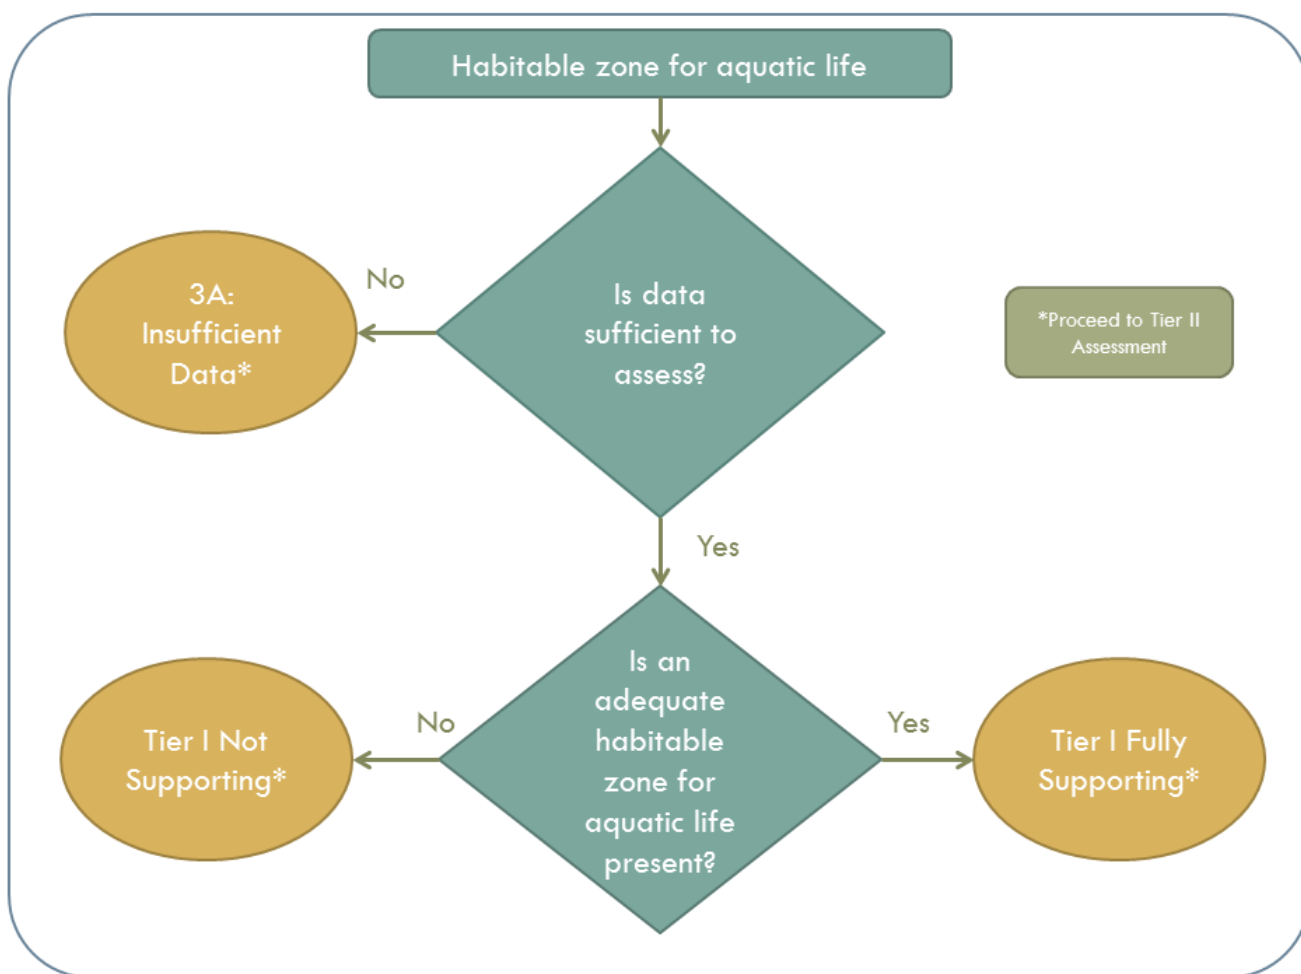 Habitable zone for aquatic life
Is data
sufficient to
assess?
No
3A:
Insufficient
Data*
*Proceed to Tier II
Assessment
Yes
Is an
adequate
habitable
zone for
aquatic life
present?
No
Tier I Not
Supporting*
Yes
Tier I Fully
Supporting*